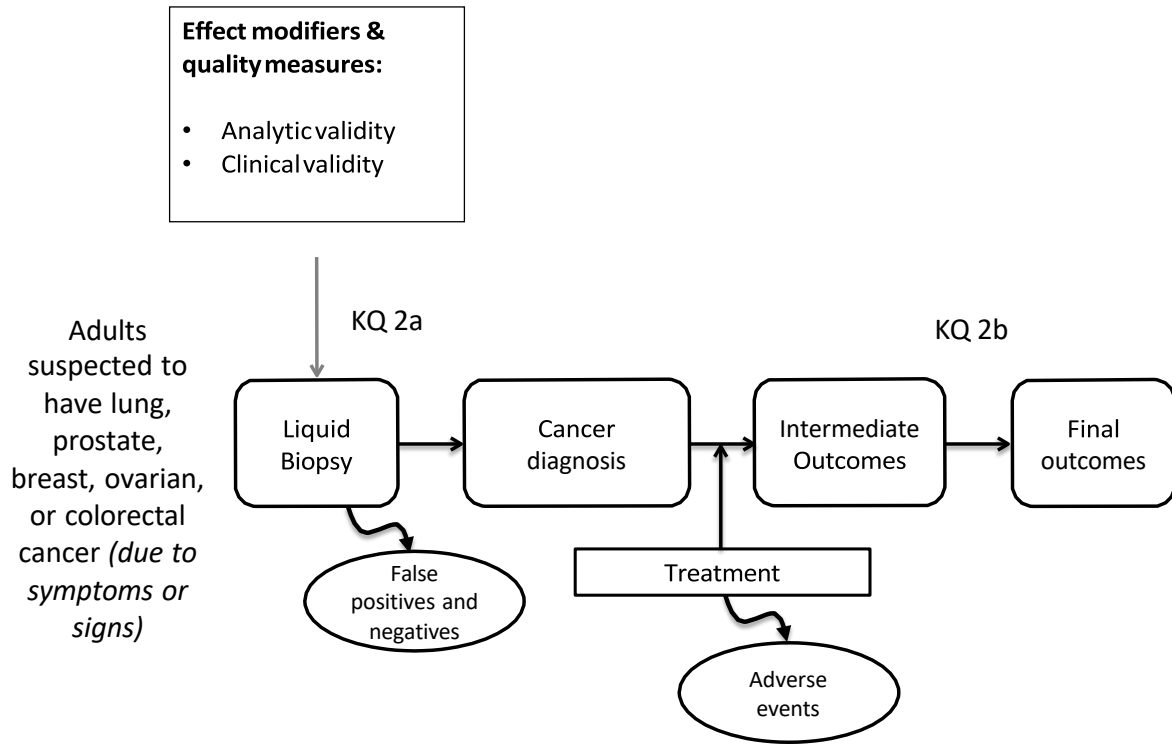 Effect modifiers &
quality measures:
• Analytic validity
• Clinical validity
KQ 2a
KQ 2b
Adults
suspected to
have lung,
prostate,
breast, ovarian,
or colorectal
cancer (due to
symptoms or
signs)
Liquid
Biopsy
Cancer
diagnosis
Intermediate
Outcomes
Final
outcomes
False
positives and
negatives
Treatment
Adverse
events